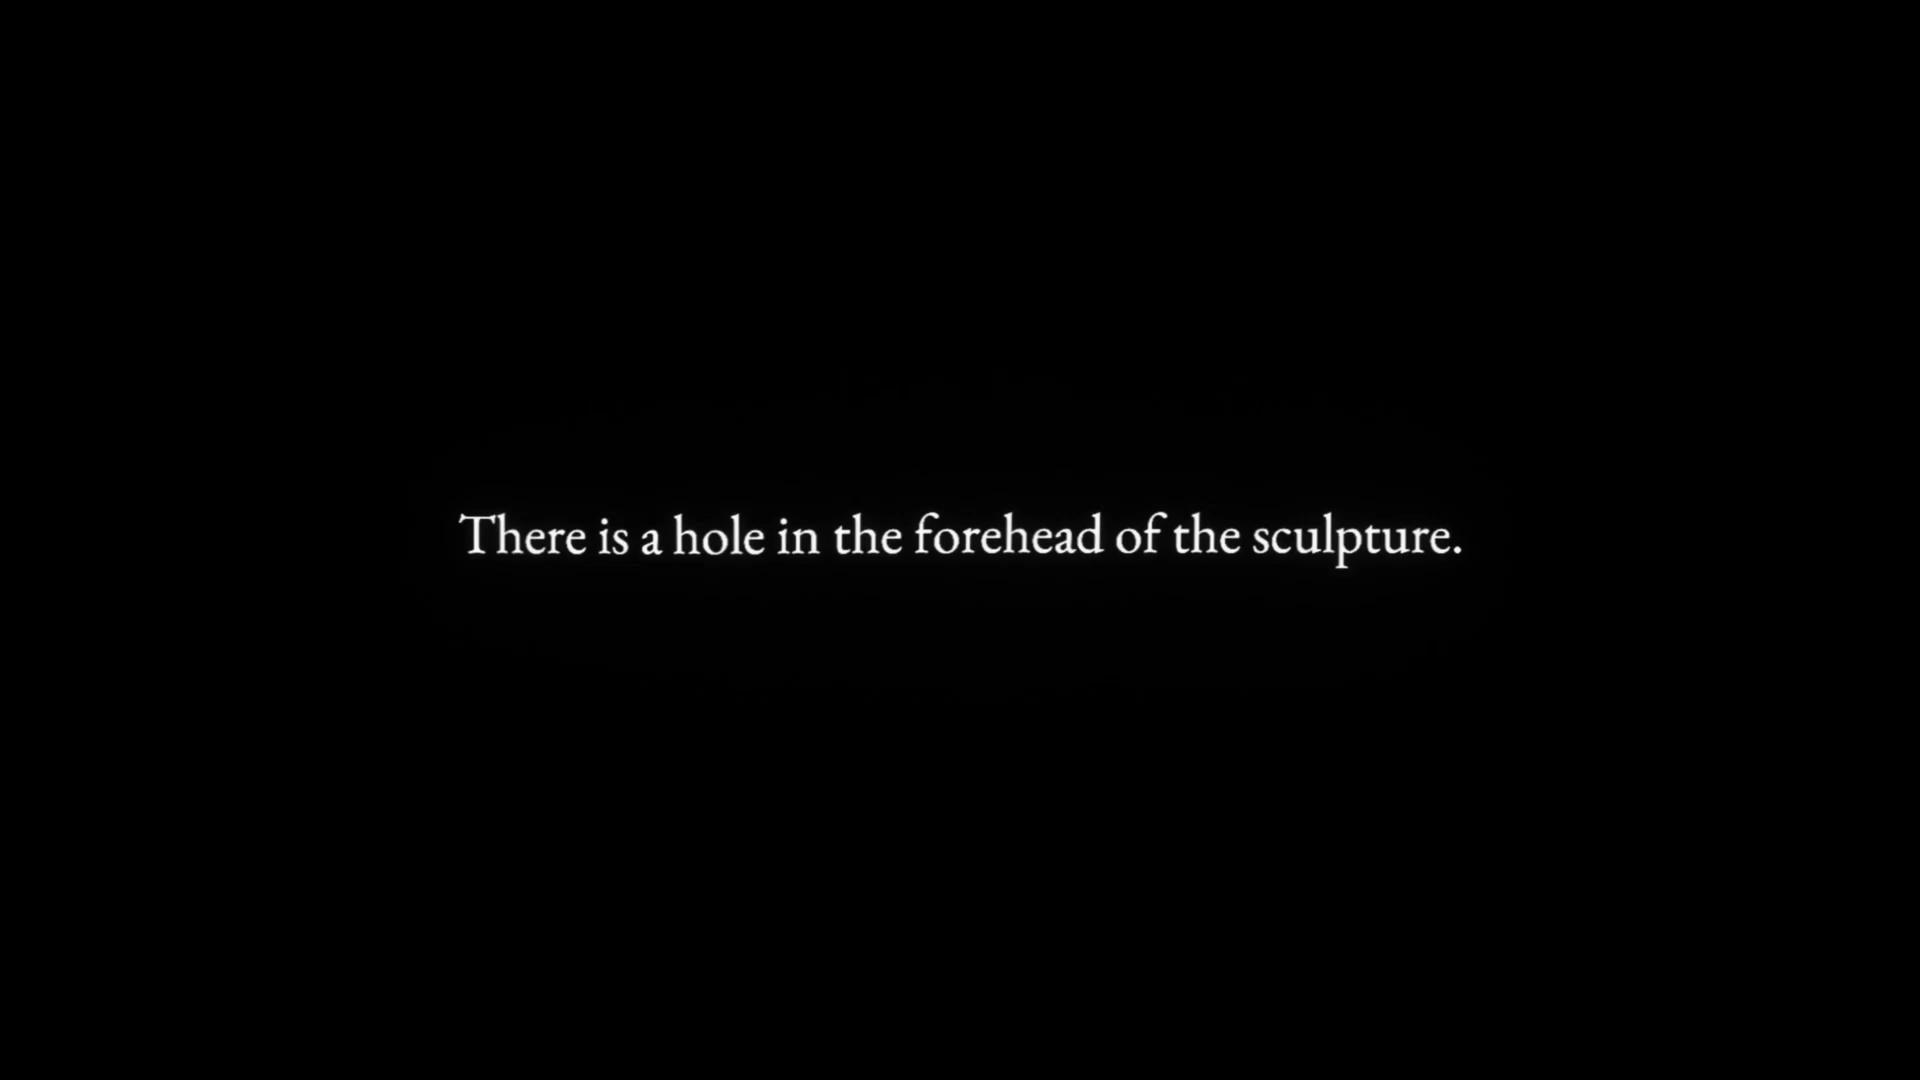 There is a hole in the forehead of the sculpture.